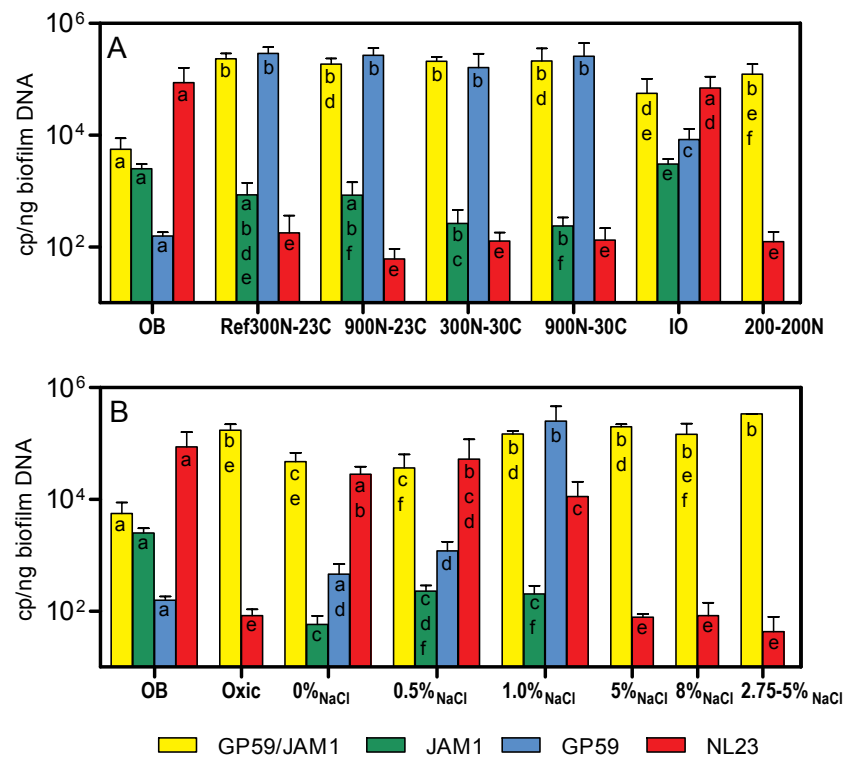 A
10^6
10^4
10^2
cp/ng biofilm DNA
a a a a
b a b d e b e
b d a b f b e
b b c b e
b d b f b e
d e e c a d
b e f e
OB Ref300N-23C 900N-23C 300N-30C 900N-30C IO 200-200N
B
10^6
10^4
10^2
cp/ng biofilm DNA
a a a a
b e e
c e c a d a b
c f c d f d b c d
b d c f b c
b d e
b e f e
b e
OB Oxic 0%NaCl 0.5%NaCl 1.0%NaCl 5%NaCl 8%NaCl 2.75-5% NaCl
GP59/JAM1 JAM1 GP59 NL23